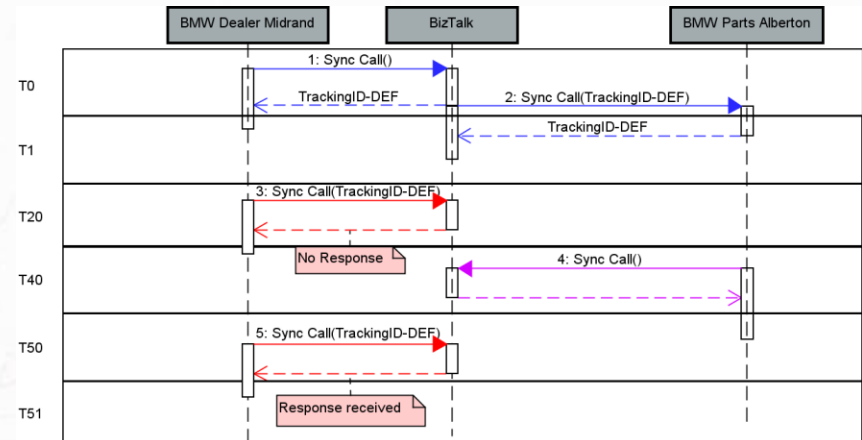 BMW Dealer Midrand BizTalk BMW Parts Alberton
1: Sync Call()
T0
TrackingID-DEF 2: Sync Call(TrackingID-DEF)
TrackingID-DEF
T1
3: Sync Call(TrackingID-DEF)
T20
No Response
4: Sync Call()
T40
5: Sync Call(TrackingID-DEF)
T50
Response received
T51